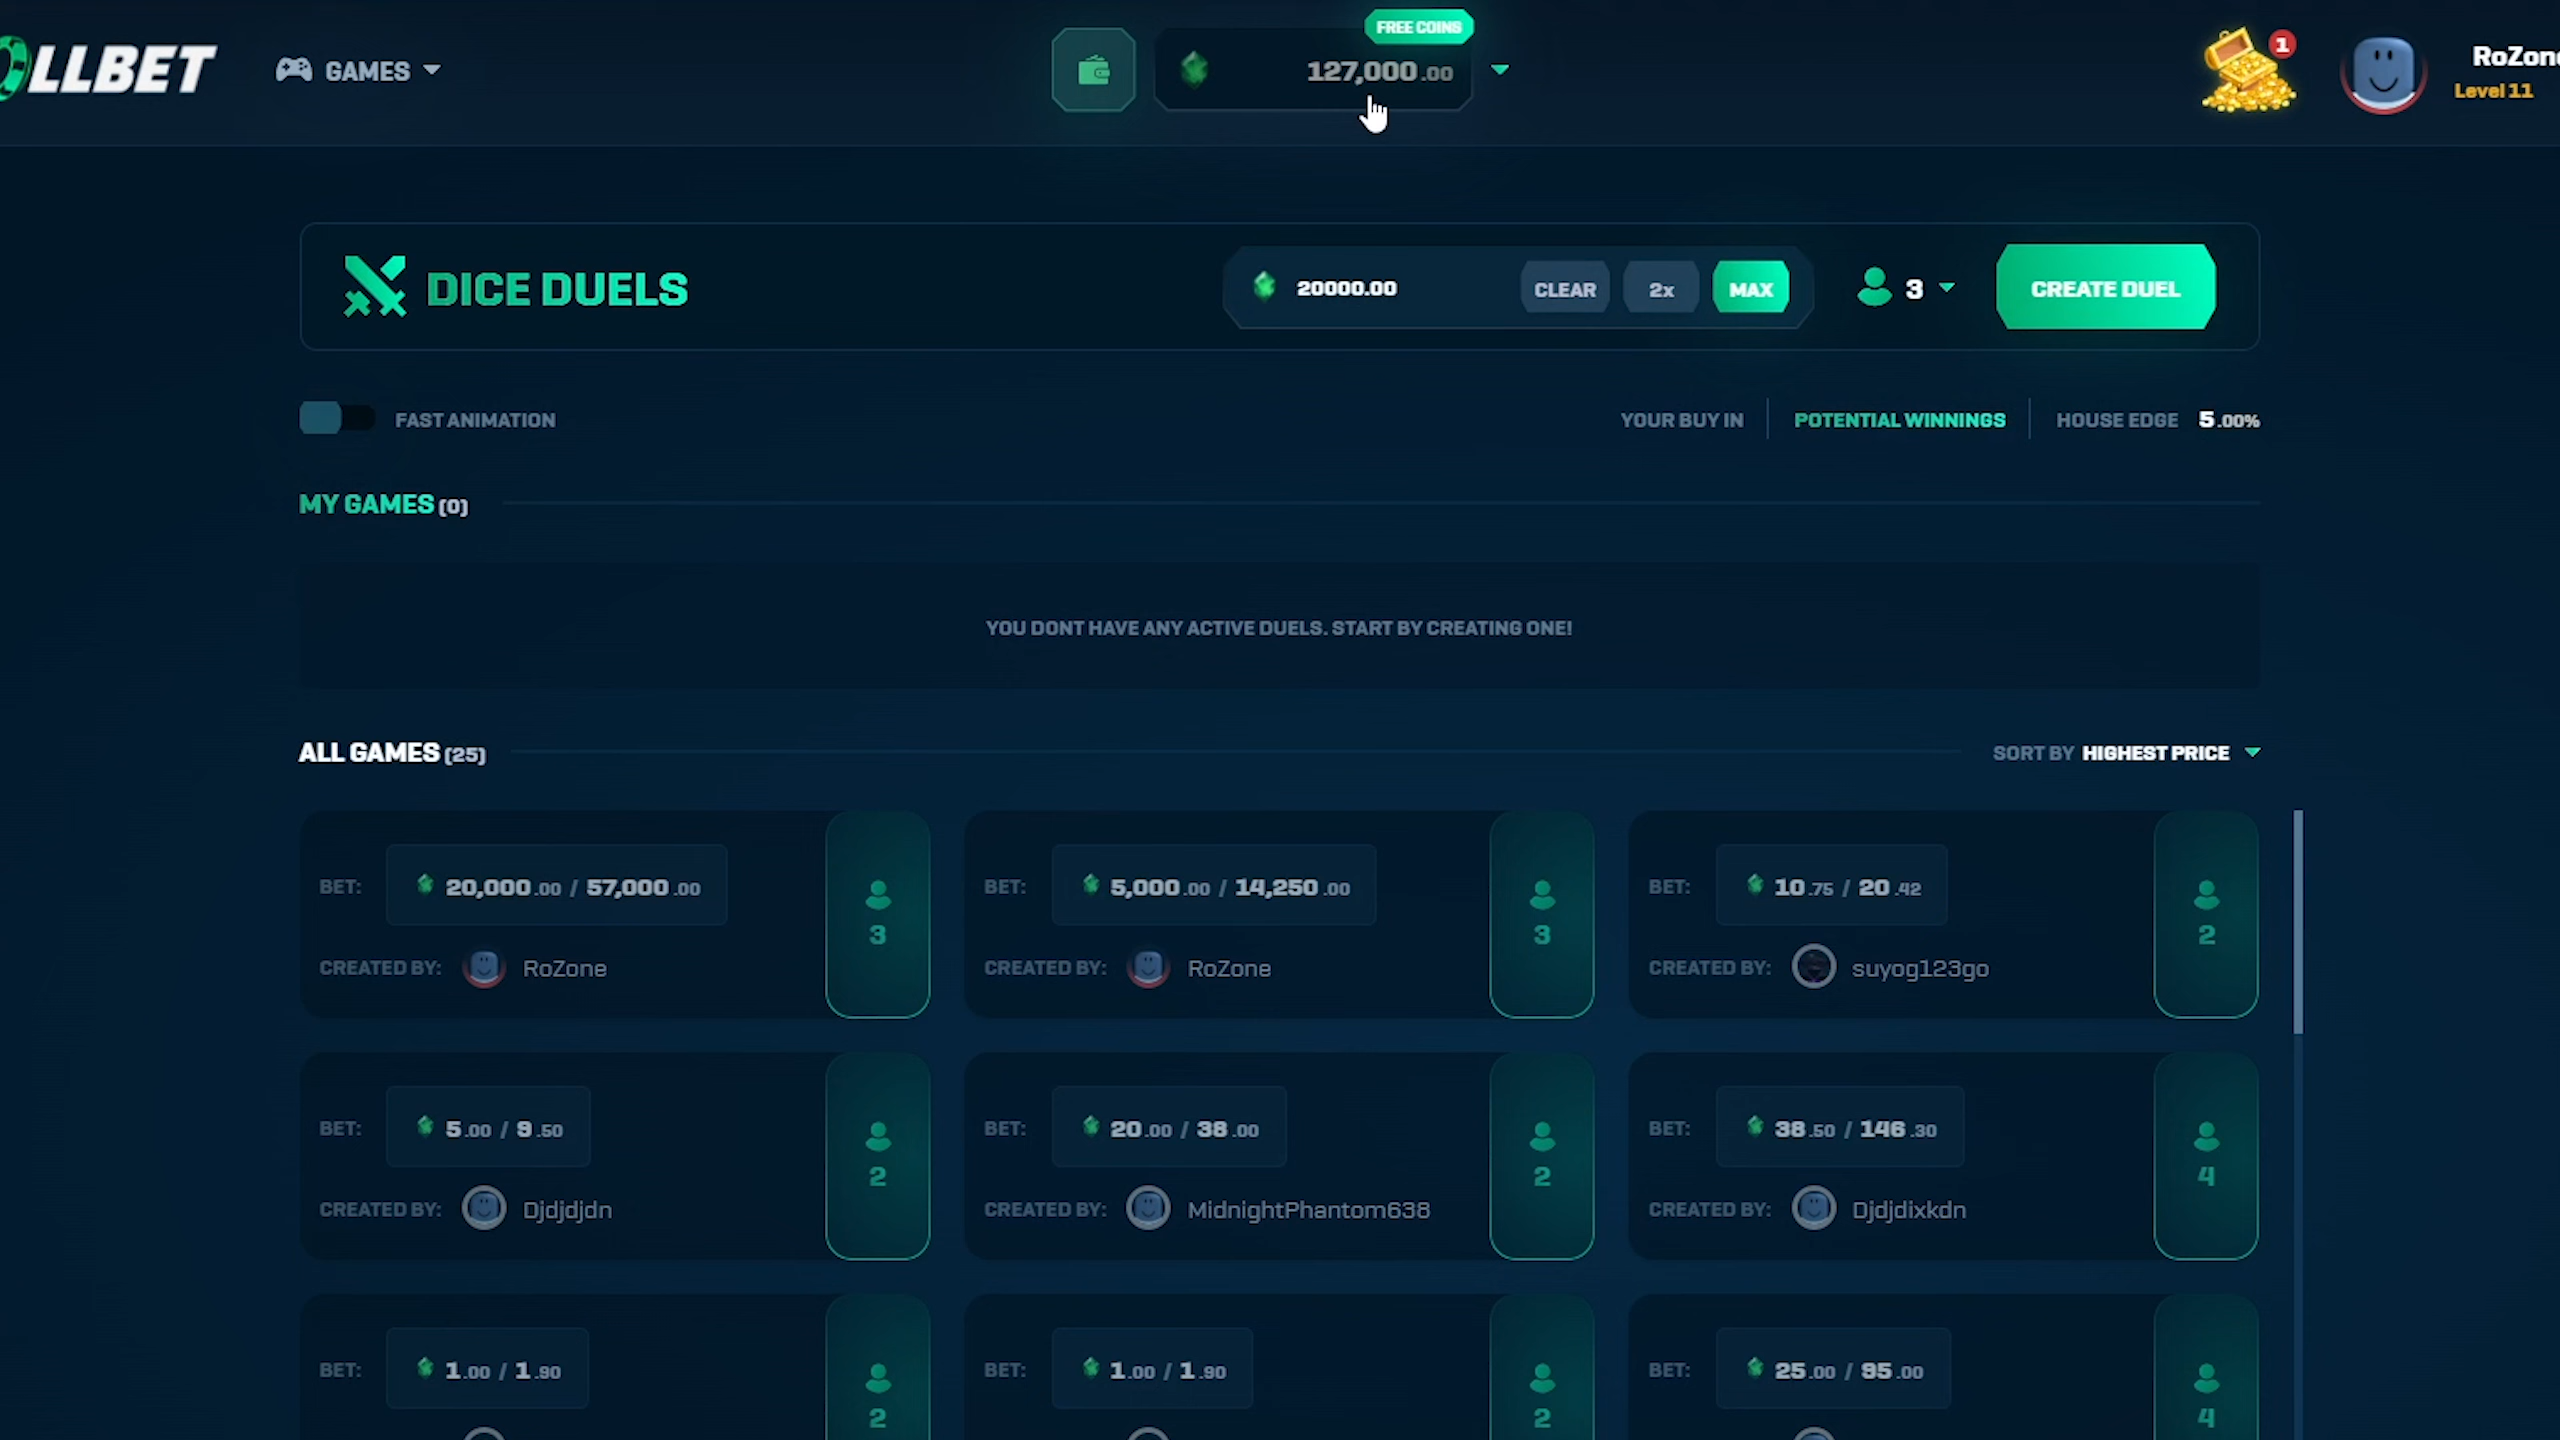 OLLBET
GAMES
FREE COINS
127,000.00
1
Level 11
DICE DUELS
20000.00
CLEAR
2x
MAX
3
CREATE DUEL
FAST ANIMATION
YOUR BUY IN
POTENTIAL WINNINGS
HOUSE EDGE 5.00%
MY GAMES (0)
YOU DONT HAVE ANY ACTIVE DUELS. START BY CREATING ONE!
ALL GAMES (25)
SORT BY HIGHEST PRICE
BET: 20,000.00 / 57,000.00
3
CREATED BY: RoZone
BET: 5,000.00 / 14,250.00
3
CREATED BY: RoZone
BET: 10.75 / 20.42
2
CREATED BY: suyog123go
BET: 5.00 / 9.50
2
CREATED BY: Djdjdjdn
BET: 20.00 / 38.00
2
CREATED BY: MidnightPhantom638
BET: 38.50 / 146.30
4
CREATED BY: Djdjdixkdn
BET: 1.00 / 1.90
2
BET: 1.00 / 1.90
2
BET: 25.00 / 95.00
4